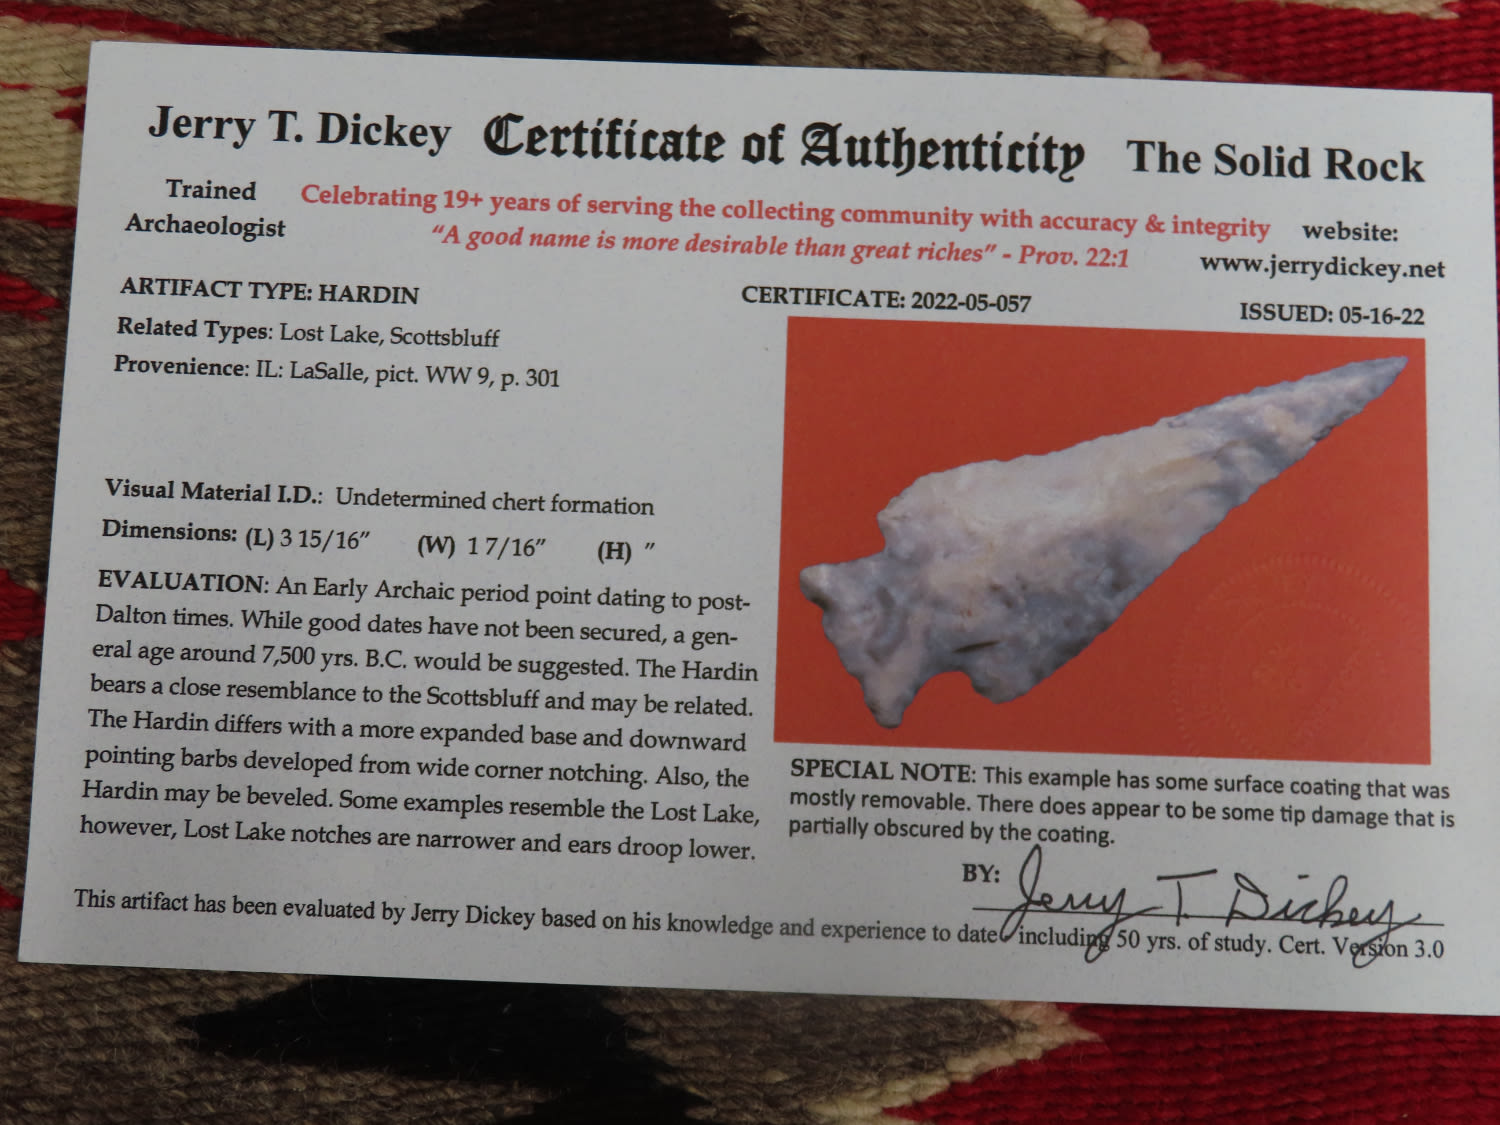 Jerry T. Dickey Certificate of Authenticity The Solid Rock
Trained Archaeologist
Celebrating 19+ years of serving the collecting community with accuracy & integrity
"A good name is more desirable than great riches" - Prov. 22:1
website:
www.jerrydickey.net
ARTIFACT TYPE: HARDIN
CERTIFICATE: 2022-05-057
ISSUED: 05-16-22
Related Types: Lost Lake, Scottsbluff
Provenience: IL: LaSalle, pict. WW 9, p. 301
Visual Material I.D.: Undetermined chert formation
Dimensions: (L) 3 15/16" (W) 1 7/16" (H) "
EVALUATION: An Early Archaic period point dating to post-
Dalton times. While good dates have not been secured, a gen-
eral age around 7,500 yrs. B.C. would be suggested. The Hardin
bears a close resemblance to the Scottsbluff and may be related.
The Hardin differs with a more expanded base and downward
pointing barbs developed from wide corner notching. Also, the
Hardin may be beveled. Some examples resemble the Lost Lake,
however, Lost Lake notches are narrower and ears droop lower.
SPECIAL NOTE: This example has some surface coating that was
mostly removable. There does appear to be some tip damage that is
partially obscured by the coating.
BY: Jerry T. Dickey
This artifact has been evaluated by Jerry Dickey based on his knowledge and experience to date including 50 yrs. of study. Cert. Version 3.0